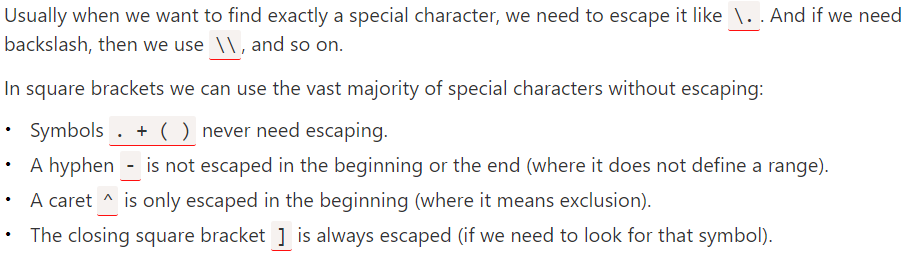 Usually when we want to find exactly a special character, we need to escape it like \. . And if we need
backslash, then we use \\, and so on.
In square brackets we can use the vast majority of special characters without escaping:
• Symbols . + ( ) never need escaping.
• A hyphen - is not escaped in the beginning or the end (where it does not define a range).
• A caret ^ is only escaped in the beginning (where it means exclusion).
• The closing square bracket ] is always escaped (if we need to look for that symbol).